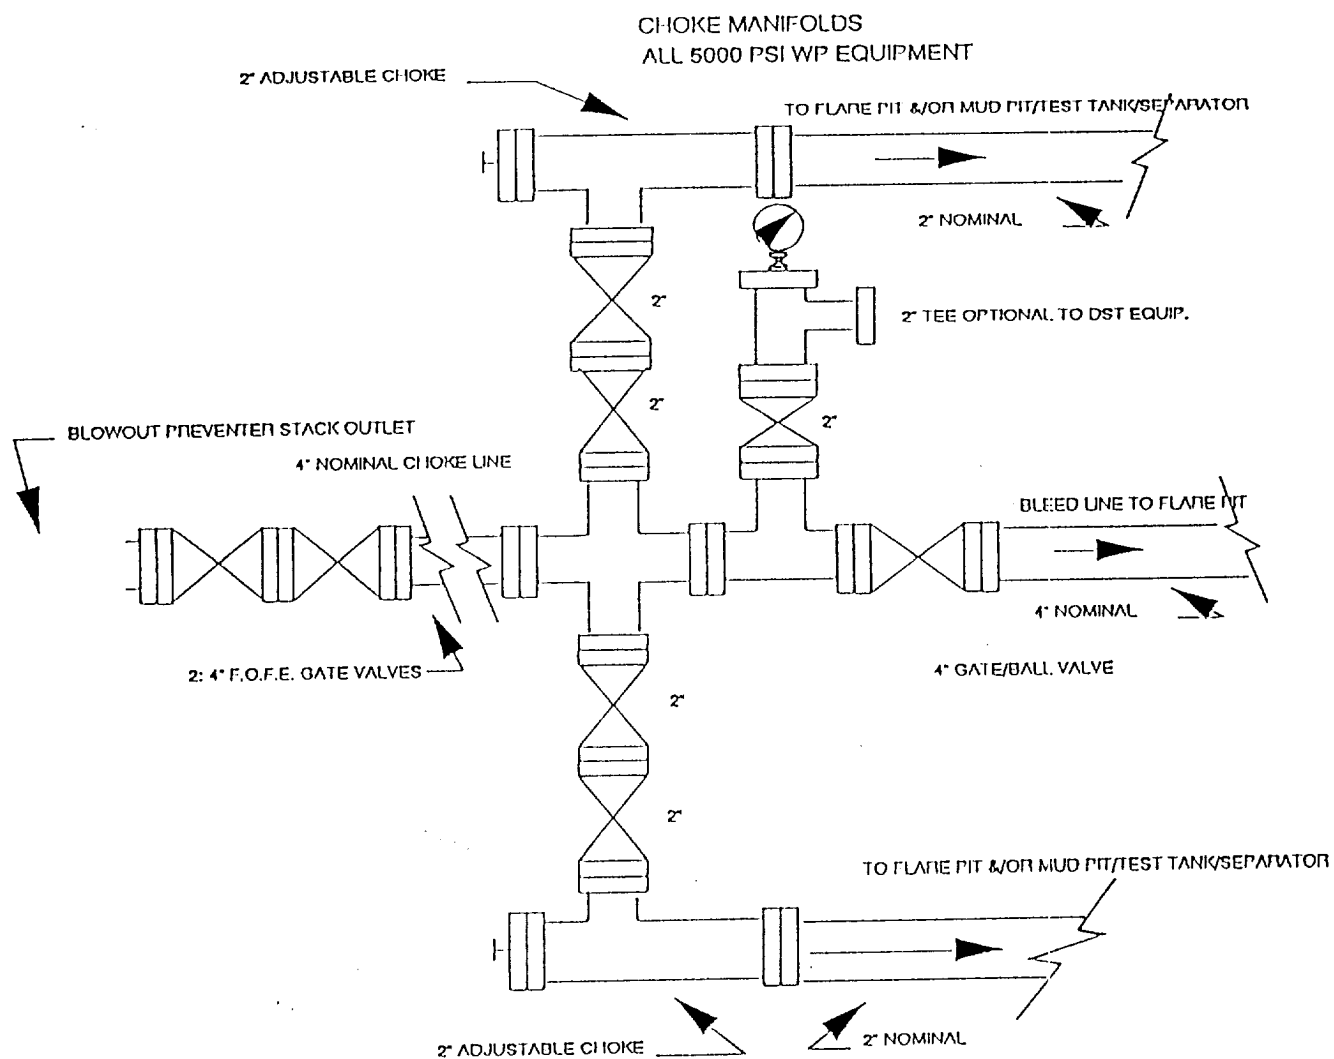 CHOKE MANIFOLDS
ALL 5000 PSI WP EQUIPMENT
2" ADJUSTABLE CHOKE
TO FLARE PIT &/OR MUD PIT/TEST TANK/SEPARATOR
2" NOMINAL
2"
2" TEE OPTIONAL TO DST EQUIP.
2"
2"
BLOWOUT PREVENTER STACK OUTLET
4" NOMINAL CHOKE LINE
BLEED LINE TO FLARE PIT
4" NOMINAL
2: 4" F.O.F.E. GATE VALVES
4" GATE/BALL VALVE
2"
2"
TO FLARE PIT &/OR MUD PIT/TEST TANK/SEPARATOR
2" ADJUSTABLE CHOKE
2" NOMINAL